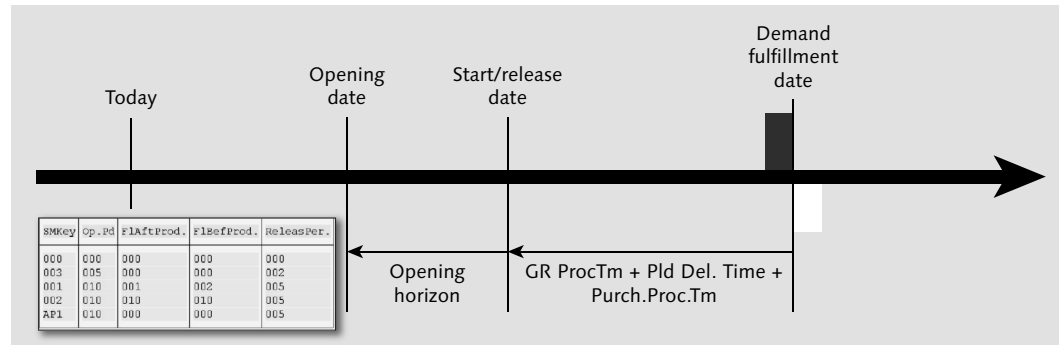 Demand
fulfillment
date
Opening
date
Start/release
date
Today
SMKey Op.Pd FlAftProd. FlBefProd. ReleasPer.
000 000 000 000 000
003 005 000 000 002
001 010 001 002 005
002 010 010 010 005
AP1 010 000 000 005
Opening
horizon
GR ProcTm + Pld Del. Time +
Purch.Proc.Tm